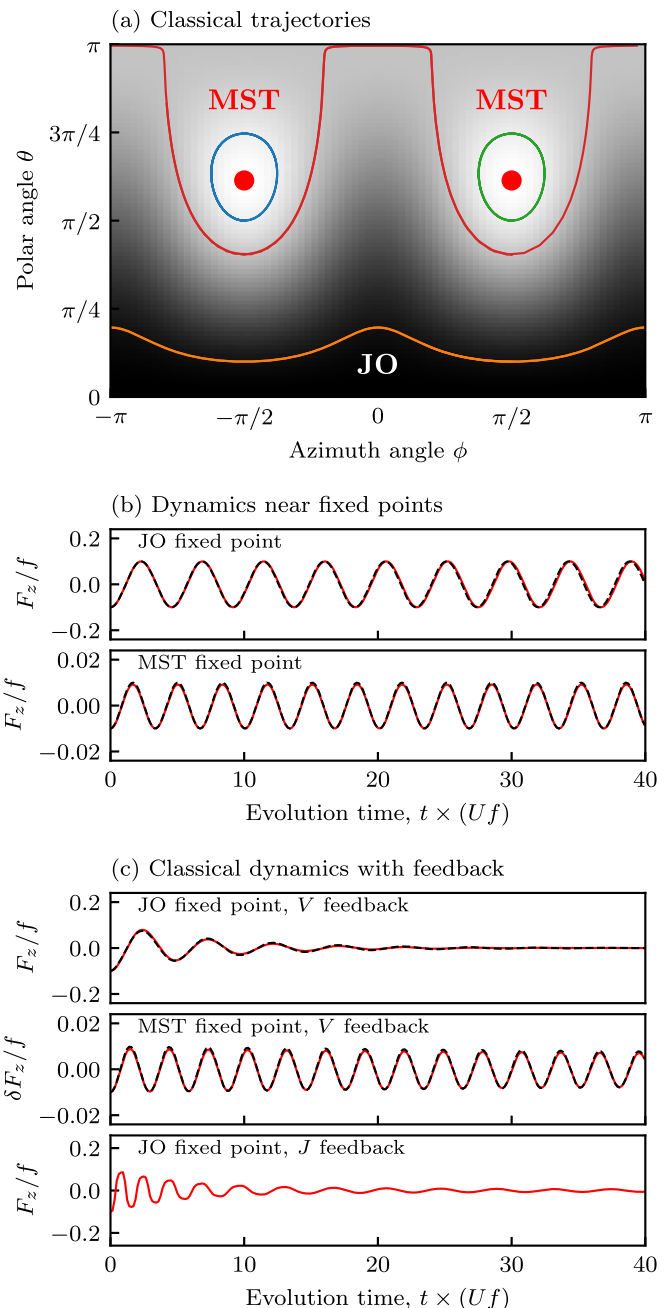 (a) Classical trajectories
π
3π/4
π/2
π/4
0
Polar angle θ
MST MST
JO
−π −π/2 0 π/2 π
Azimuth angle ϕ
(b) Dynamics near fixed points
JO fixed point
0.2
0.0
−0.2
F_z/f
MST fixed point
0.02
0.00
−0.02
F_z/f
0 10 20 30 40
Evolution time, t × (Uf)
(c) Classical dynamics with feedback
JO fixed point, V feedback
0.2
0.0
−0.2
F_z/f
MST fixed point, V feedback
0.02
0.00
−0.02
δF_z/f
JO fixed point, J feedback
0.2
0.0
−0.2
F_z/f
0 10 20 30 40
Evolution time, t × (Uf)